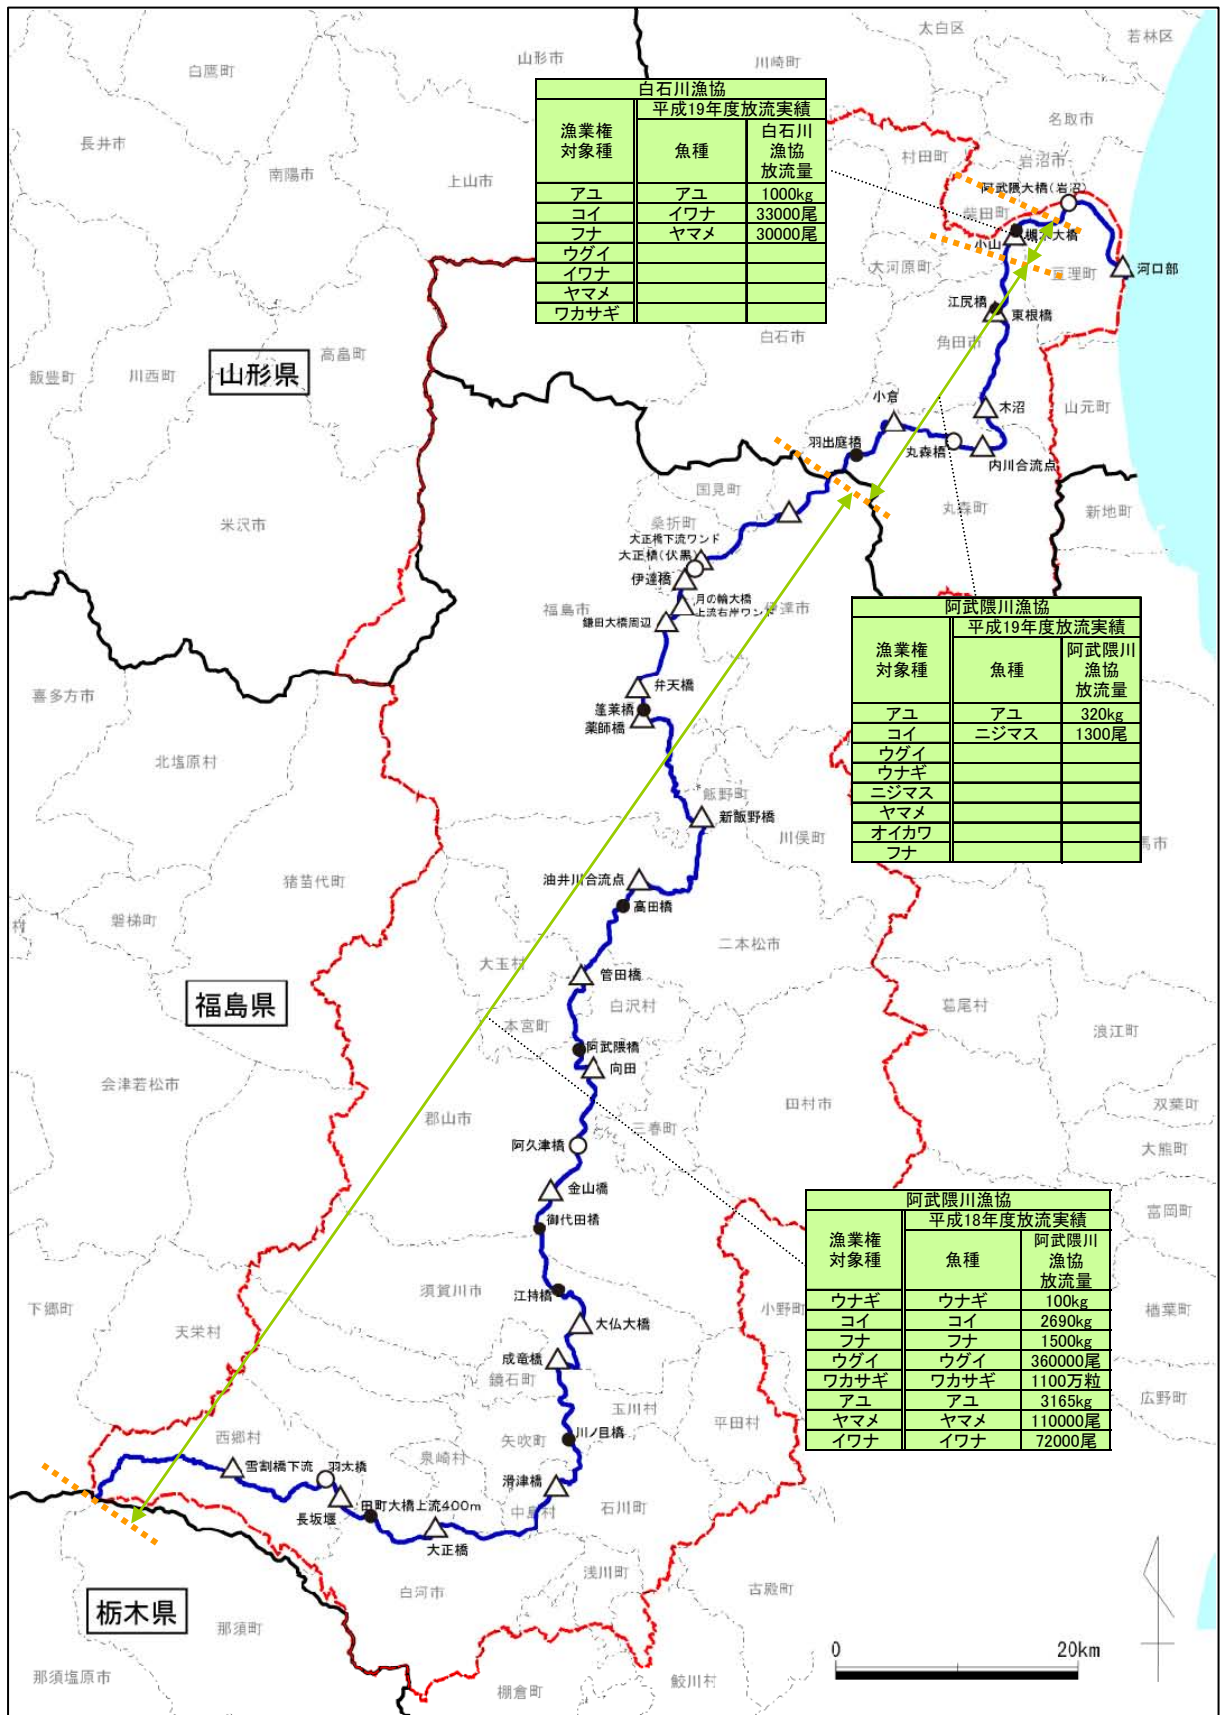 太白区
若林区
山形市
川崎町
白鷹町
名取市
長井市
南陽市
上山市
村田町
岩沼市
阿武隈大橋(岩沼)
柴田町
槻木大橋
小山
大河原町
亘理町
河口部
江尻橋
東根橋
白石市
角田市
高畠町
飯豊町
川西町
山形県
小倉
木沼
山元町
羽出庭橋
丸森橋
内川合流点
国見町
丸森町
新地町
米沢市
桑折町
大正橋下流ワンド
大正橋(伏黒)
伊達橋
福島市
月の輪大橋
上流右岸ワンド
伊達市
鎌田大橋周辺
弁天橋
喜多方市
蓬莱橋
薬師橋
北塩原村
飯野町
新飯野橋
川俣町
馬市
猪苗代町
油井川合流点
高田橋
磐梯町
村
二本松市
大玉村
管田橋
白沢村
葛尾村
福島県
本宮町
浪江町
阿武隈橋
向田
会津若松市
郡山市
田村市
双葉町
三春町
大熊町
阿久津橋
金山橋
御代田橋
富岡町
須賀川市
江持橋
小野町
楢葉町
下郷町
天栄村
大仏大橋
成竜橋
鏡石町
広野町
玉川村
平田村
西郷村
矢吹町
川ノ目橋
泉崎村
雪割橋下流
羽太橋
滑津橋
田町大橋上流400m
中島村
石川町
長坂堰
大正橋
浅川町
白河市
古殿町
栃木県
那須町
那須塩原市
棚倉町
鮫川村
0
20km
白石川漁協
漁業権
対象種
平成19年度放流実績
魚種
白石川
漁協
放流量
アユ アユ 1000kg
コイ イワナ 33000尾
フナ ヤマメ 30000尾
ウグイ
イワナ
ヤマメ
ワカサギ
阿武隈川漁協
漁業権
対象種
平成19年度放流実績
魚種
阿武隈川
漁協
放流量
アユ アユ 320kg
コイ ニジマス 1300尾
ウグイ
ウナギ
ニジマス
ヤマメ
オイカワ
フナ
阿武隈川漁協
漁業権
対象種
平成18年度放流実績
魚種
阿武隈川
漁協
放流量
ウナギ ウナギ 100kg
コイ コイ 2690kg
フナ フナ 1500kg
ウグイ ウグイ 360000尾
ワカサギ ワカサギ 1100万粒
アユ アユ 3165kg
ヤマメ ヤマメ 110000尾
イワナ イワナ 72000尾